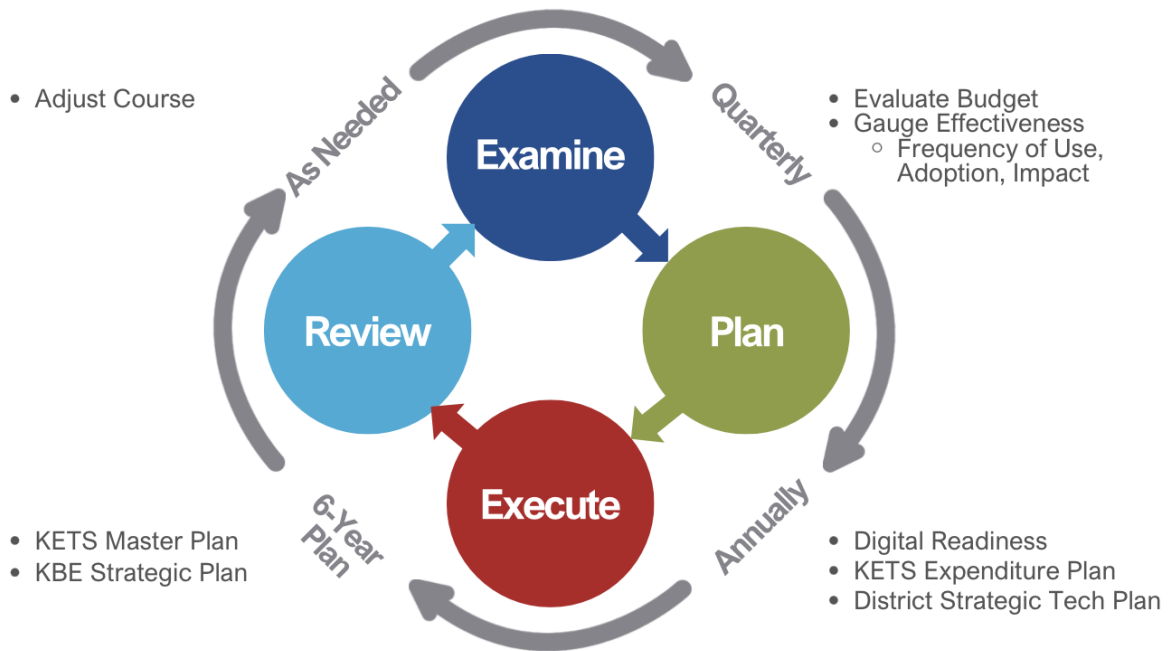 • Adjust Course
As Needed
Examine
Quarterly
• Evaluate Budget
• Gauge Effectiveness
○ Frequency of Use,
Adoption, Impact
Review
Plan
Execute
6-Year
Plan
• KETS Master Plan
• KBE Strategic Plan
Annually
• Digital Readiness
• KETS Expenditure Plan
• District Strategic Tech Plan